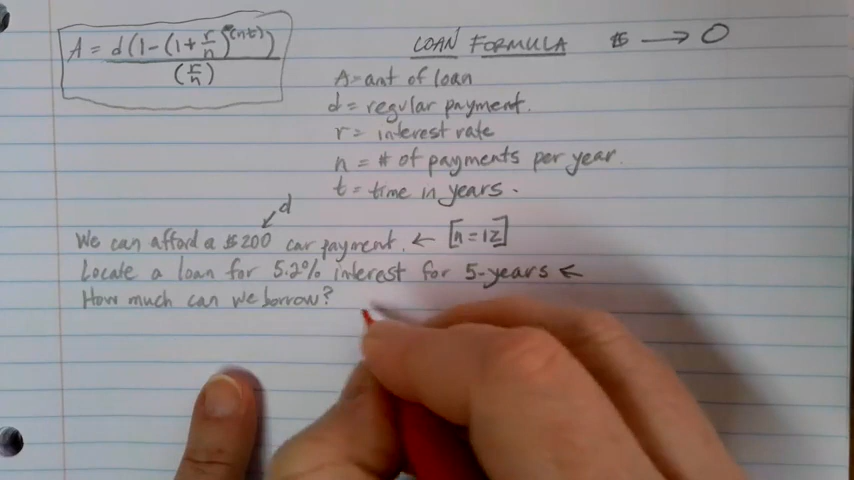 A = d(1-(1+r/n)^-(n·t))/(r/n)
LOAN FORMULA $ → 0
A=amt of loan
d = regular payment.
r = interest rate
n = # of payments per year.
t = time in years.
d
We can afford a $200 car payment. ← [n=12]
Locate a loan for 5.2% interest for 5-years ←
How much can we borrow?